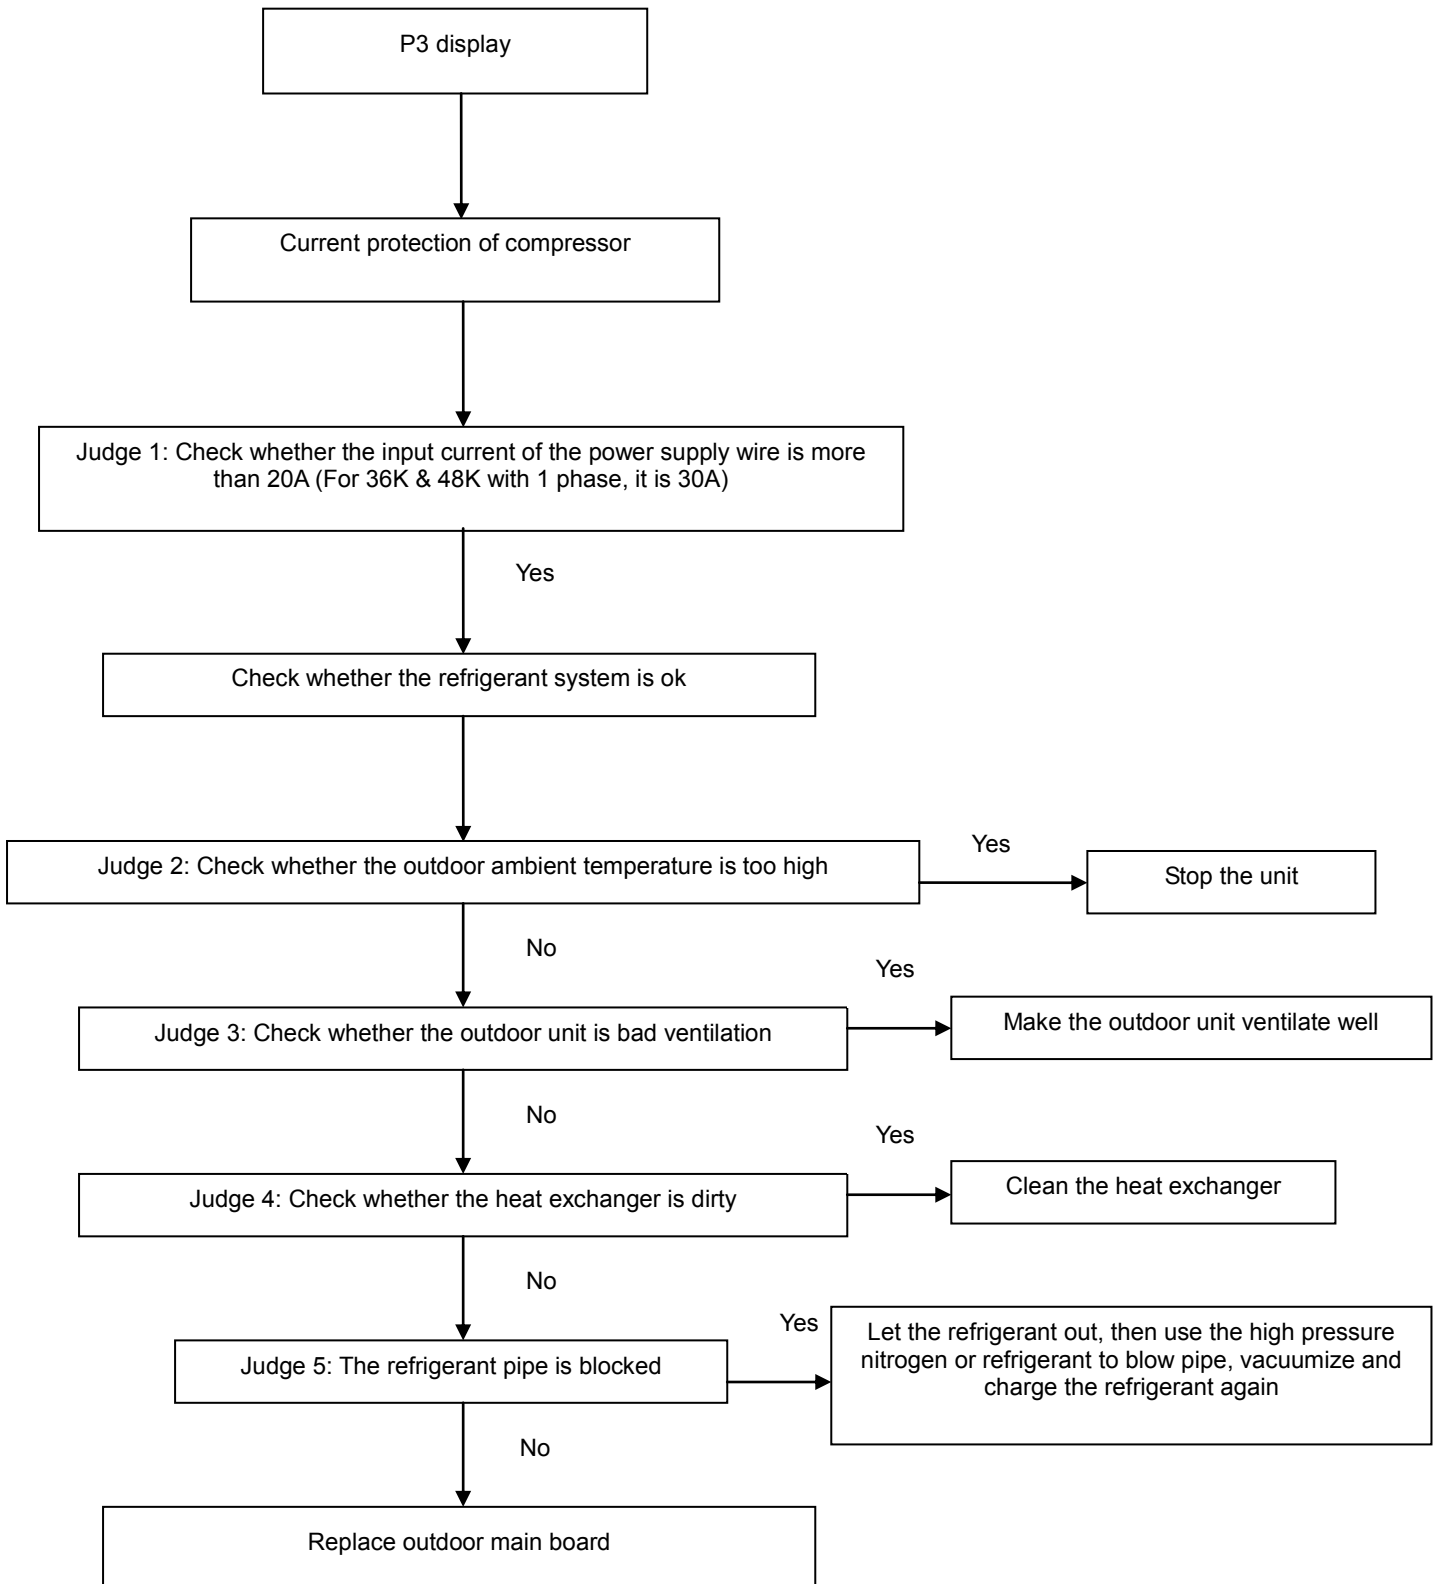 P3 display
Current protection of compressor
Judge 1: Check whether the input current of the power supply wire is more
than 20A (For 36K & 48K with 1 phase, it is 30A)
Yes
Check whether the refrigerant system is ok
Judge 2: Check whether the outdoor ambient temperature is too high
Yes
Stop the unit
No
Judge 3: Check whether the outdoor unit is bad ventilation
Yes
Make the outdoor unit ventilate well
No
Judge 4: Check whether the heat exchanger is dirty
Yes
Clean the heat exchanger
No
Judge 5: The refrigerant pipe is blocked
Yes
Let the refrigerant out, then use the high pressure
nitrogen or refrigerant to blow pipe, vacuumize and
charge the refrigerant again
No
Replace outdoor main board